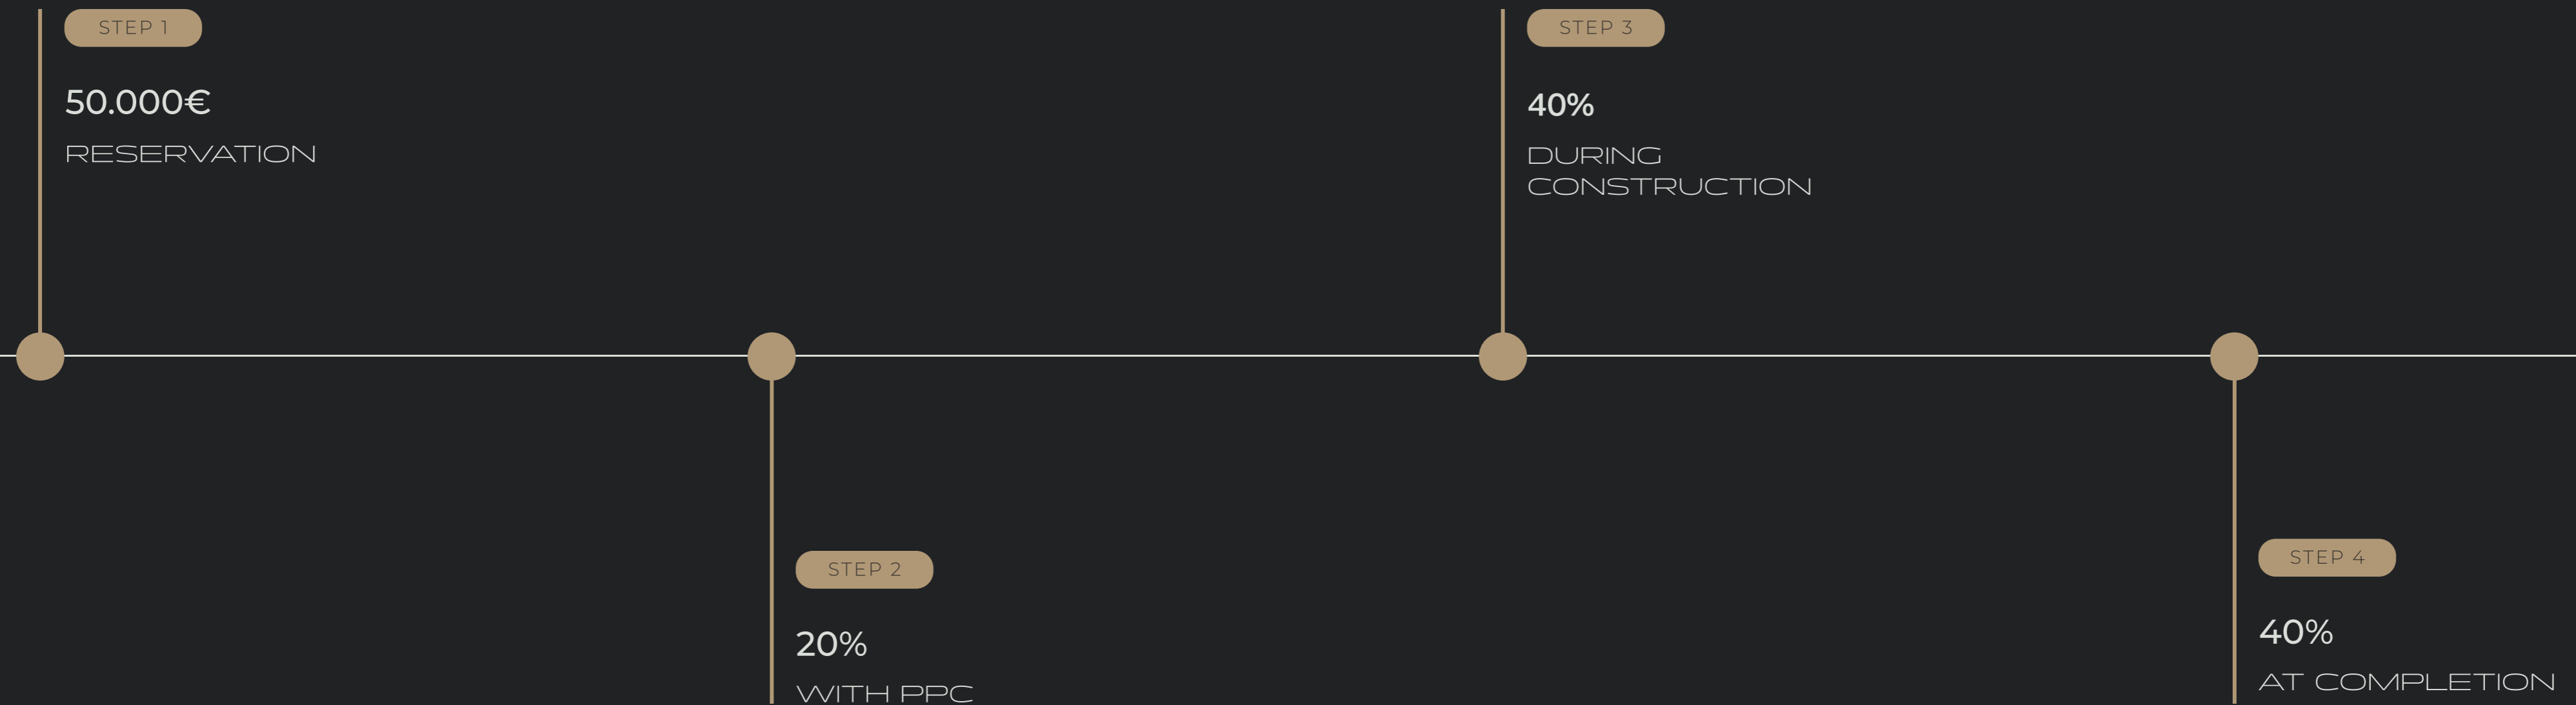 STEP 1
50.000€
RESERVATION
STEP 2
20%
WITH PPC
STEP 3
40%
DURING
CONSTRUCTION
STEP 4
40%
AT COMPLETION